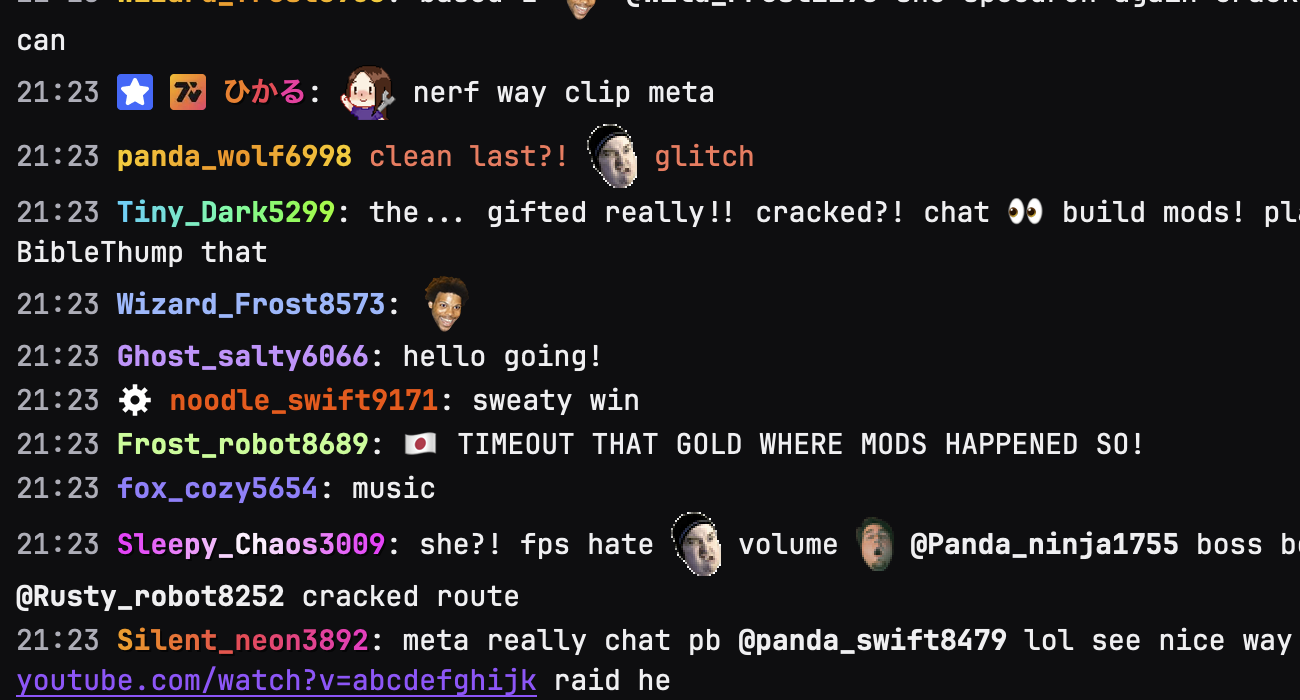 can
21:23 ひかる: nerf way clip meta
21:23 panda_wolf6998 clean last?! glitch
21:23 Tiny_Dark5299: the... gifted really!! cracked?! chat 👀 build mods!
BibleThump that
21:23 Wizard_Frost8573:
21:23 Ghost_salty6066: hello going!
21:23 noodle_swift9171: sweaty win
21:23 Frost_robot8689: 🇯🇵 TIMEOUT THAT GOLD WHERE MODS HAPPENED SO!
21:23 fox_cozy5654: music
21:23 Sleepy_Chaos3009: she?! fps hate volume @Panda_ninja1755 boss
@Rusty_robot8252 cracked route
21:23 Silent_neon3892: meta really chat pb @panda_swift8479 lol see nice way
youtube.com/watch?v=abcdefghijk raid he